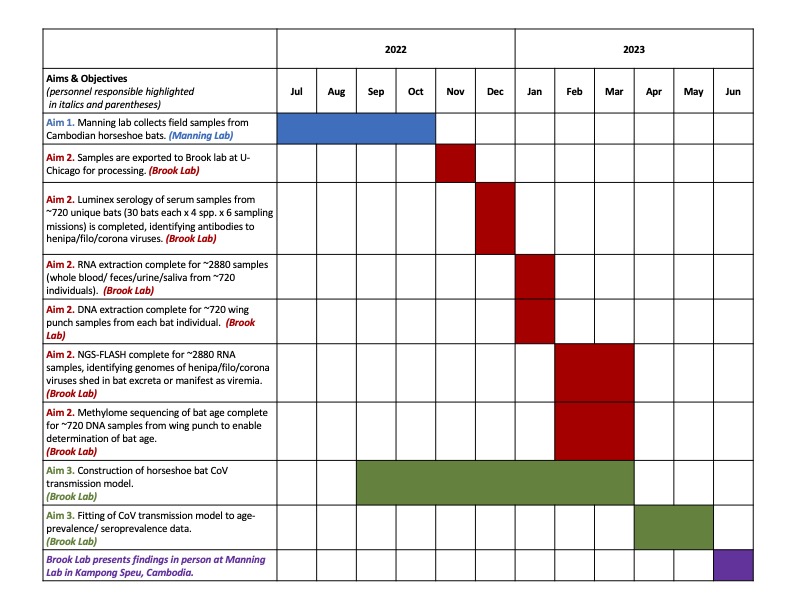 2022
2023
Aims & Objectives
(personnel responsible highlighted
in italics and parentheses)
Jul
Aug
Sep
Oct
Nov
Dec
Jan
Feb
Mar
Apr
May
Jun
Aim 1. Manning lab collects field samples from
Cambodian horseshoe bats. (Manning Lab)
Aim 2. Samples are exported to Brook lab at U-
Chicago for processing. (Brook Lab)
Aim 2. Luminex serology of serum samples from
~720 unique bats (30 bats each x 4 spp. x 6 sampling
missions) is completed, identifying antibodies to
henipa/filo/corona viruses. (Brook Lab)
Aim 2. RNA extraction complete for ~2880 samples
(whole blood/ feces/urine/saliva from ~720
individuals). (Brook Lab)
Aim 2. DNA extraction complete for ~720 wing
punch samples from each bat individual. (Brook
Lab)
Aim 2. NGS-FLASH complete for ~2880 RNA
samples, identifying genomes of henipa/filo/corona
viruses shed in bat excreta or manifest as viremia.
(Brook Lab)
Aim 2. Methylome sequencing of bat age complete
for ~720 DNA samples from wing punch to enable
determination of bat age.
(Brook Lab)
Aim 3. Construction of horseshoe bat CoV
transmission model.
(Brook Lab)
Aim 3. Fitting of CoV transmission model to age-
prevalence/ seroprevalence data.
(Brook Lab)
Brook Lab presents findings in person at Manning
Lab in Kampong Speu, Cambodia.